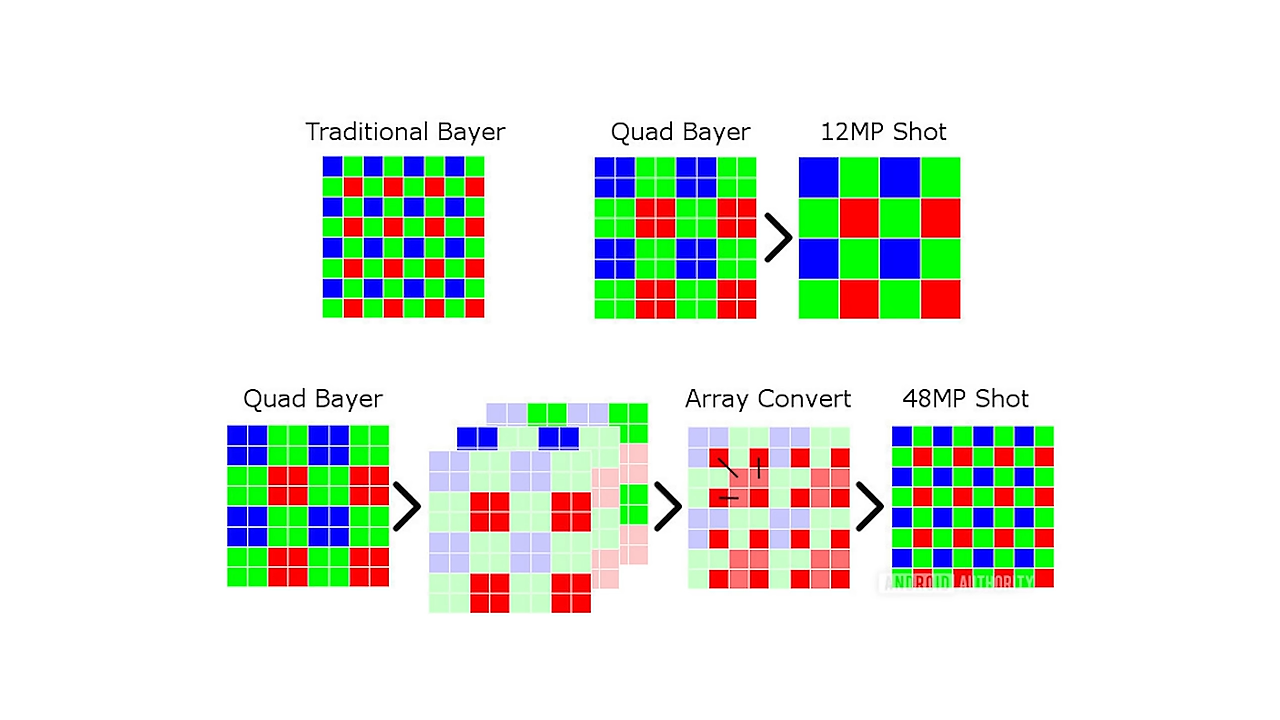 Traditional Bayer
Quad Bayer
12MP Shot
Quad Bayer
Array Convert
48MP Shot
ANDROID AUTHORITY